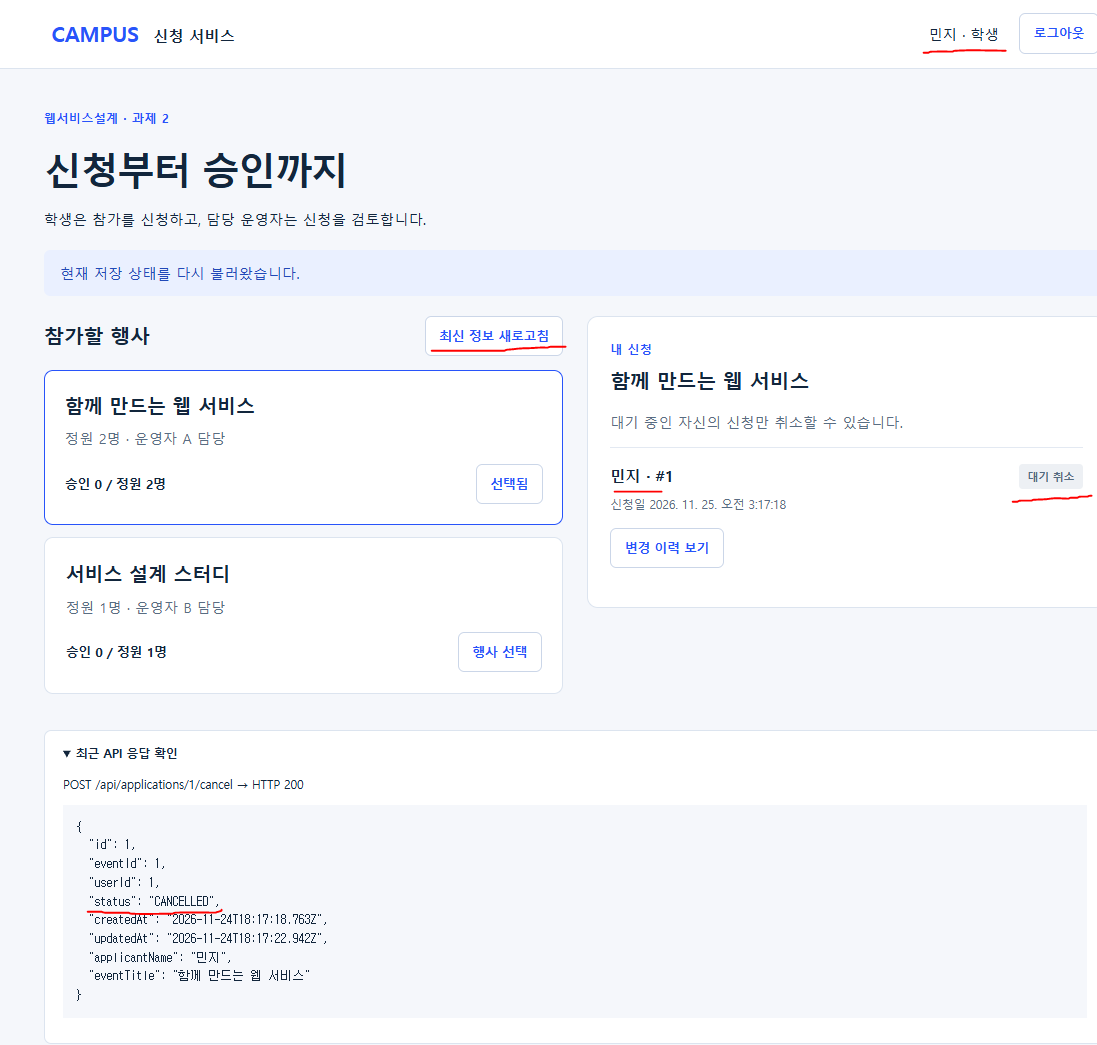 CAMPUS 신청 서비스
민지 · 학생
로그아웃
웹서비스설계 · 과제 2
신청부터 승인까지
학생은 참가를 신청하고, 담당 운영자는 신청을 검토합니다.
현재 저장 상태를 다시 불러왔습니다.
참가할 행사
최신 정보 새로고침
함께 만드는 웹 서비스
정원 2명 · 운영자 A 담당
승인 0 / 정원 2명
선택됨
서비스 설계 스터디
정원 1명 · 운영자 B 담당
승인 0 / 정원 1명
행사 선택
내 신청
함께 만드는 웹 서비스
대기 중인 자신의 신청만 취소할 수 있습니다.
민지 · #1
대기 취소
신청일 2026. 11. 25. 오전 3:17:18
변경 이력 보기
▼ 최근 API 응답 확인
POST /api/applications/1/cancel → HTTP 200
{
"id": 1,
"eventId": 1,
"userId": 1,
"status": "CANCELLED",
"createdAt": "2026-11-24T18:17:18.763Z",
"updatedAt": "2026-11-24T18:17:22.942Z",
"applicantName": "민지",
"eventTitle": "함께 만드는 웹 서비스"
}